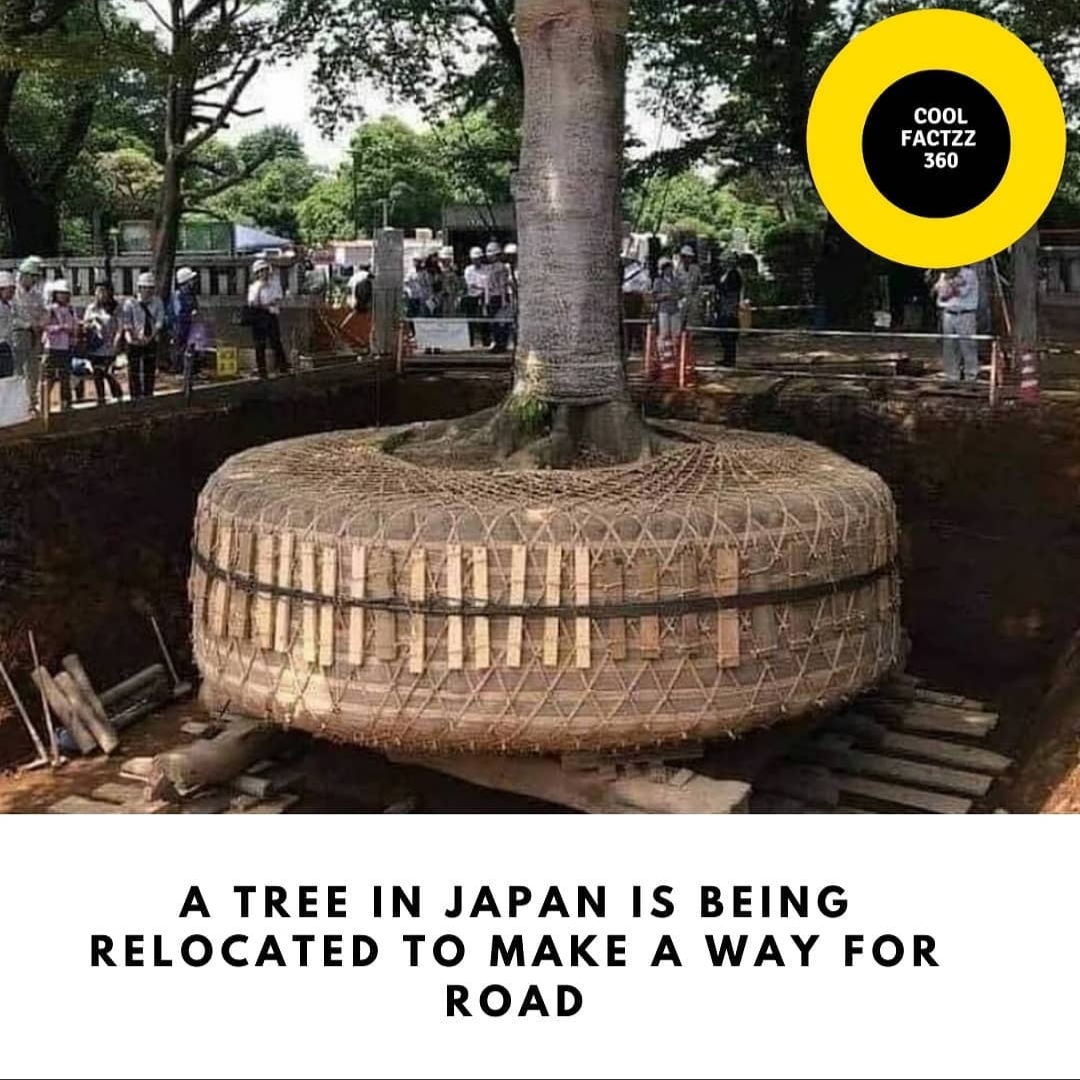 COOL
FACTZZ
360
A TREE IN JAPAN IS BEING
RELOCATED TO MAKE A WAY FOR
ROAD